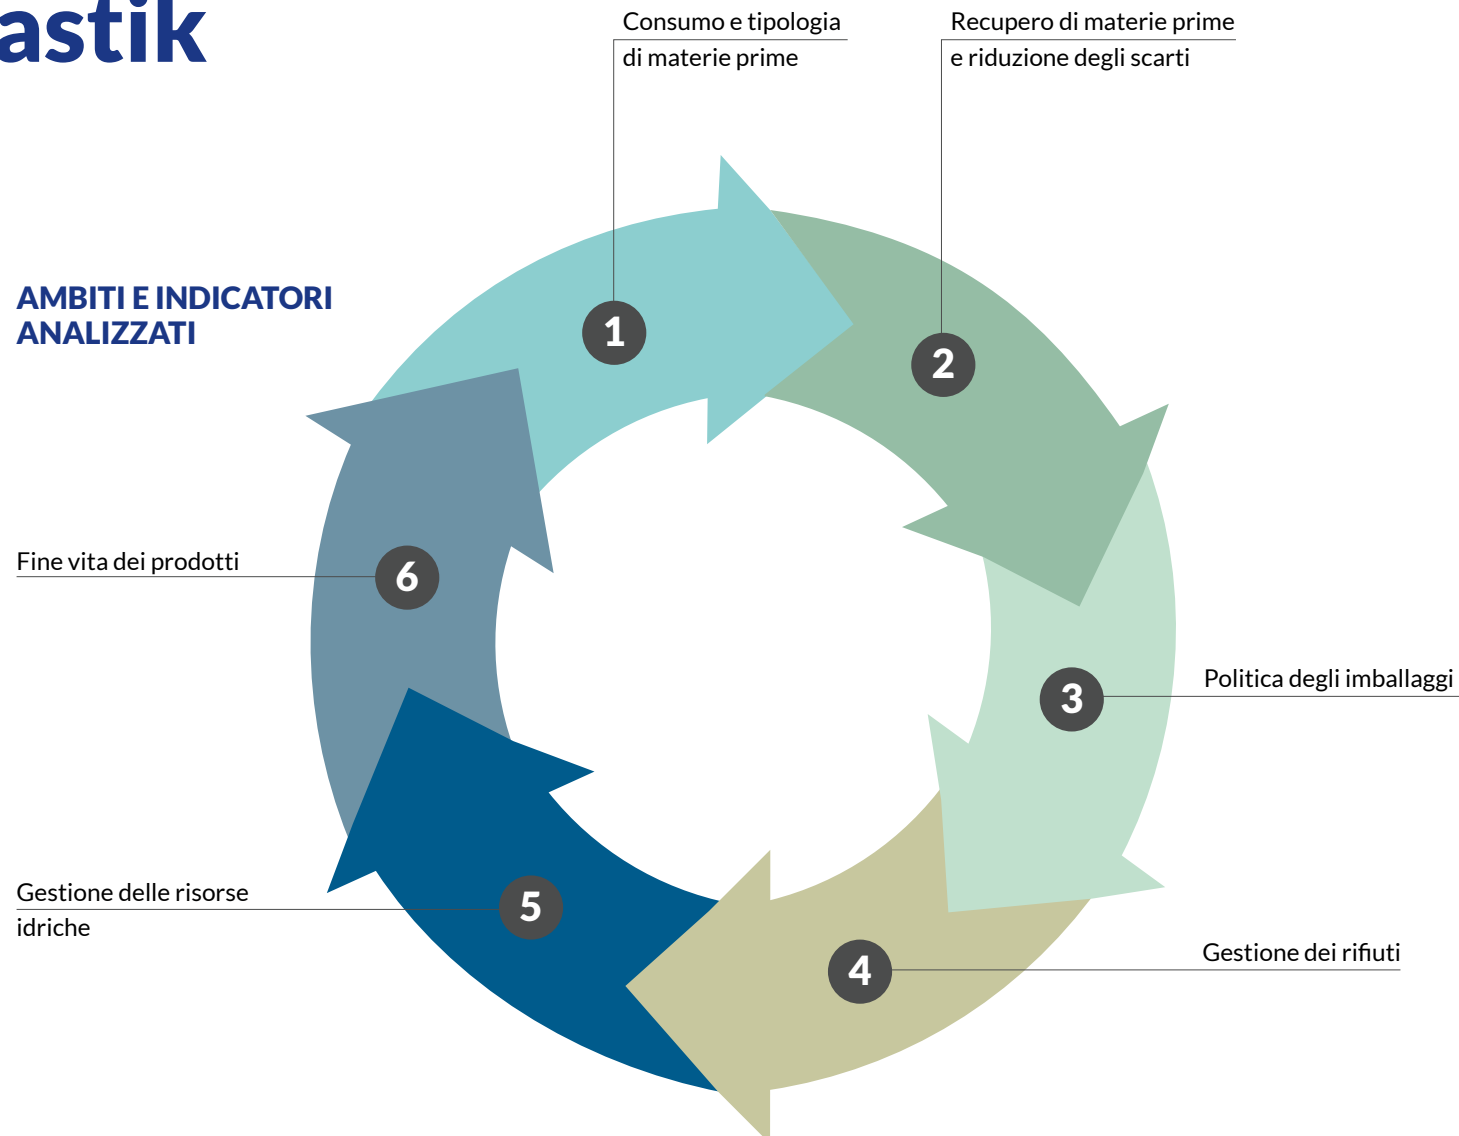 astik
Consumo e tipologia
di materie prime
Recupero di materie prime
e riduzione degli scarti
AMBITI E INDICATORI
ANALIZZATI
1
2
Fine vita dei prodotti
6
Politica degli imballaggi
3
Gestione delle risorse
idriche
5
Gestione dei rifiuti
4